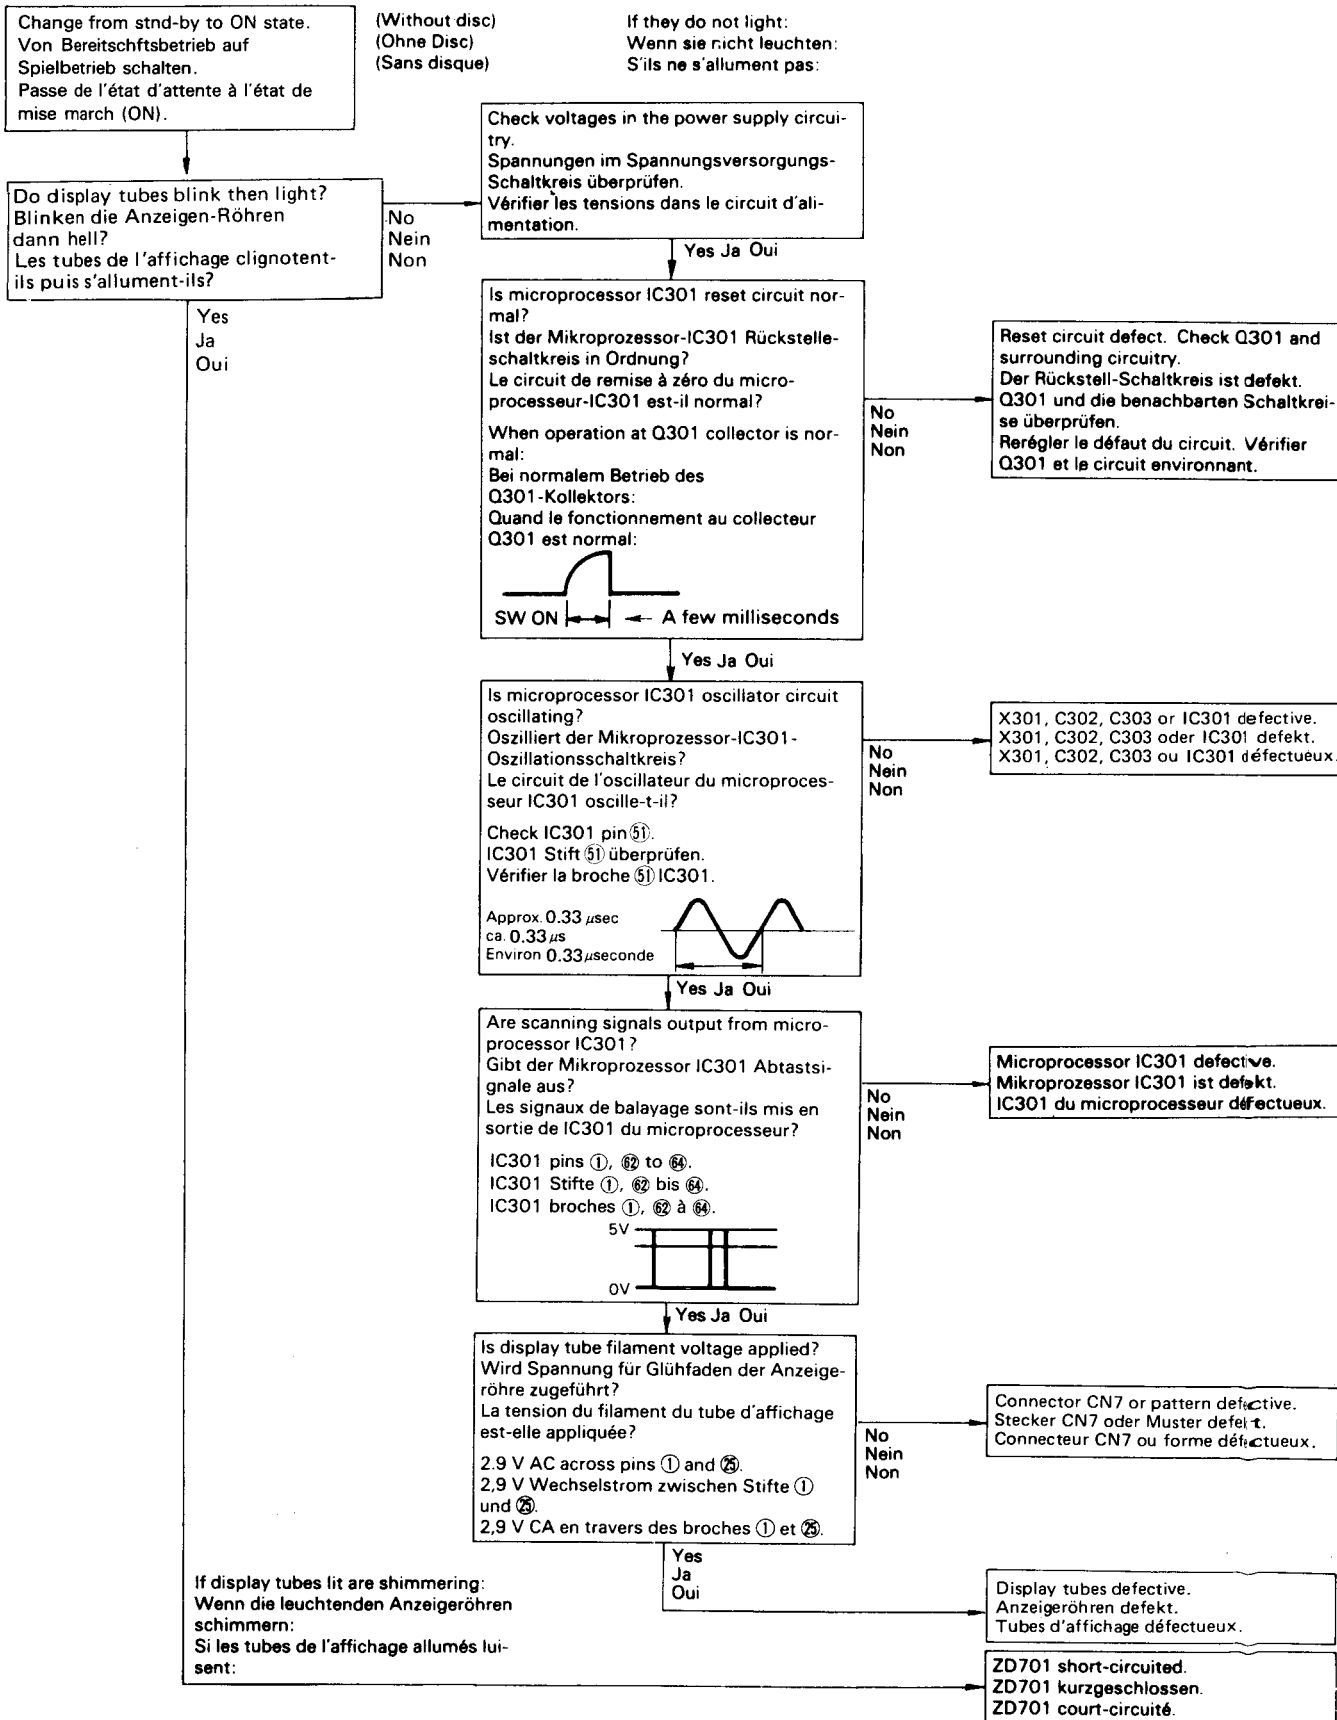 Change from stnd-by to ON state.
Von Bereitschftsbetrieb auf
Spielbetrieb schalten.
Passe de l'état d'attente à l'état de
mise march (ON).
(Without disc)
(Ohne Disc)
(Sans disque)
If they do not light:
Wenn sie nicht leuchten:
S'ils ne s'allument pas:
Do display tubes blink then light?
Blinken die Anzeigen-Röhren
dann hell?
Les tubes de l'affichage clignotent-
ils puis s'allument-ils?
No
Nein
Non
Yes
Ja
Oui
Check voltages in the power supply circui-
try.
Spannungen im Spannungsversorgungs-
Schaltkreis überprüfen.
Vérifier les tensions dans le circuit d'ali-
mentation.
Yes Ja Oui
Is microprocessor IC301 reset circuit nor-
mal?
Ist der Mikroprozessor-IC301 Rückstelle-
schaltkreis in Ordnung?
Le circuit de remise à zéro du micro-
processeur-IC301 est-il normal?
When operation at Q301 collector is nor-
mal:
Bei normalem Betrieb des
Q301-Kollektors:
Quand le fonctionnement au collecteur
Q301 est normal:
SW ON
A few milliseconds
No
Nein
Non
Reset circuit defect. Check Q301 and
surrounding circuitry.
Der Rückstell-Schaltkreis ist defekt.
Q301 und die benachbarten Schaltkrei-
se überprüfen.
Rerégler le défaut du circuit. Vérifier
Q301 et le circuit environnant.
Yes Ja Oui
Is microprocessor IC301 oscillator circuit
oscillating?
Oszilliert der Mikroprozessor-IC301-
Oszillationsschaltkreis?
Le circuit de l'oscillateur du microproces-
seur IC301 oscille-t-il?
Check IC301 pin ㊿①.
IC301 Stift �51 überprüfen.
Vérifier la broche �51 IC301.
Approx. 0.33 μsec
ca. 0.33 μs
Environ 0.33 μseconde
No
Nein
Non
X301, C302, C303 or IC301 defective.
X301, C302, C303 oder IC301 defekt.
X301, C302, C303 ou IC301 défectueux.
Yes Ja Oui
Are scanning signals output from micro-
processor IC301?
Gibt der Mikroprozessor IC301 Abtastsi-
gnale aus?
Les signaux de balayage sont-ils mis en
sortie de IC301 du microprocesseur?
IC301 pins ①, 62 to 64.
IC301 Stifte ①, 62 bis 64.
IC301 broches ①, 62 à 64.
5V
0V
No
Nein
Non
Microprocessor IC301 defective.
Mikroprozessor IC301 ist defekt.
IC301 du microprocesseur défectueux.
Yes Ja Oui
Is display tube filament voltage applied?
Wird Spannung für Glühfaden der Anzeige-
röhre zugeführt?
La tension du filament du tube d'affichage
est-elle appliquée?
2.9 V AC across pins ① and ㉕.
2,9 V Wechselstrom zwischen Stifte ①
und ㉕.
2,9 V CA en travers des broches ① et ㉕.
No
Nein
Non
Connector CN7 or pattern defective.
Stecker CN7 oder Muster defekt.
Connecteur CN7 ou forme défectueux.
Yes
Ja
Oui
Display tubes defective.
Anzeigeröhren defekt.
Tubes d'affichage défectueux.
If display tubes lit are shimmering:
Wenn die leuchtenden Anzeigeröhren
schimmern:
Si les tubes de l'affichage allumés lui-
sent:
ZD701 short-circuited.
ZD701 kurzgeschlossen.
ZD701 court-circuité.